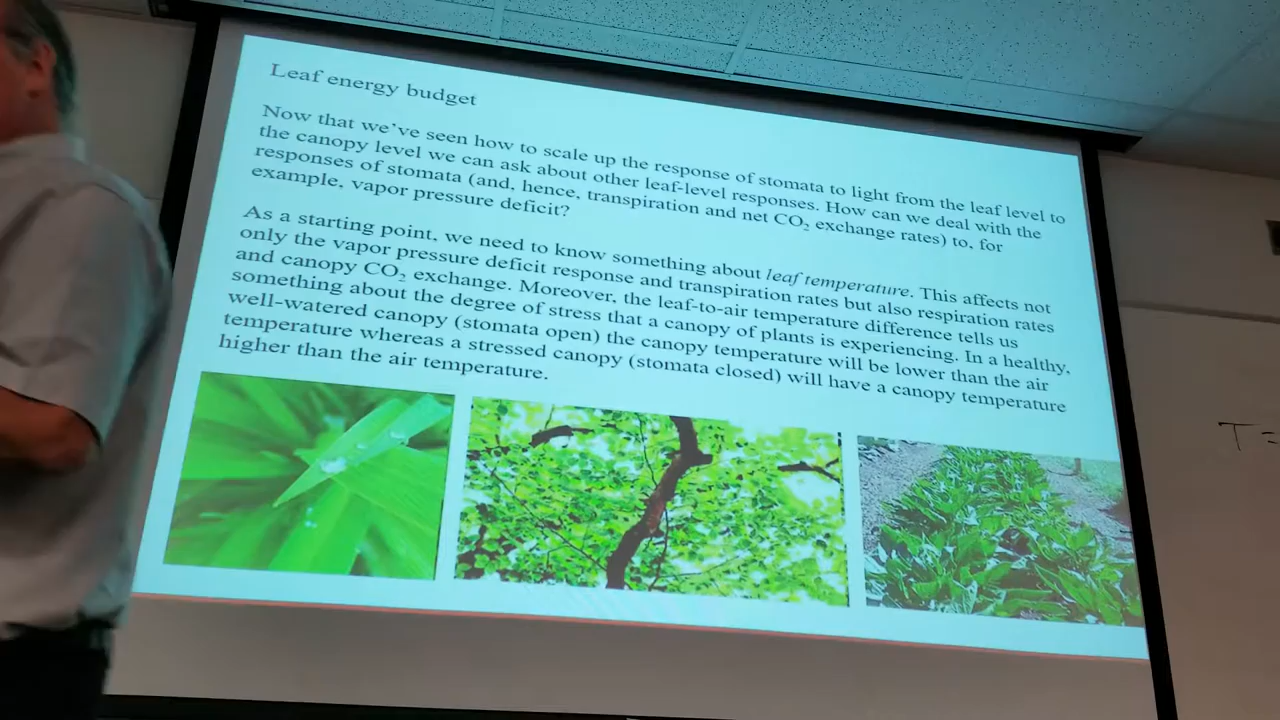 Leaf energy budget
Now that we've seen how to scale up the response of stomata to light from the leaf level to
the canopy level we can ask about other leaf-level responses. How can we deal with the
responses of stomata (and, hence, transpiration and net CO₂ exchange rates) to, for
example, vapor pressure deficit?
As a starting point, we need to know something about leaf temperature. This affects not
only the vapor pressure deficit response and transpiration rates but also respiration rates
and canopy CO₂ exchange. Moreover, the leaf-to-air temperature difference tells us
something about the degree of stress that a canopy of plants is experiencing. In a healthy,
well-watered canopy (stomata open) the canopy temperature will be lower than the air
temperature whereas a stressed canopy (stomata closed) will have a canopy temperature
higher than the air temperature.
T=